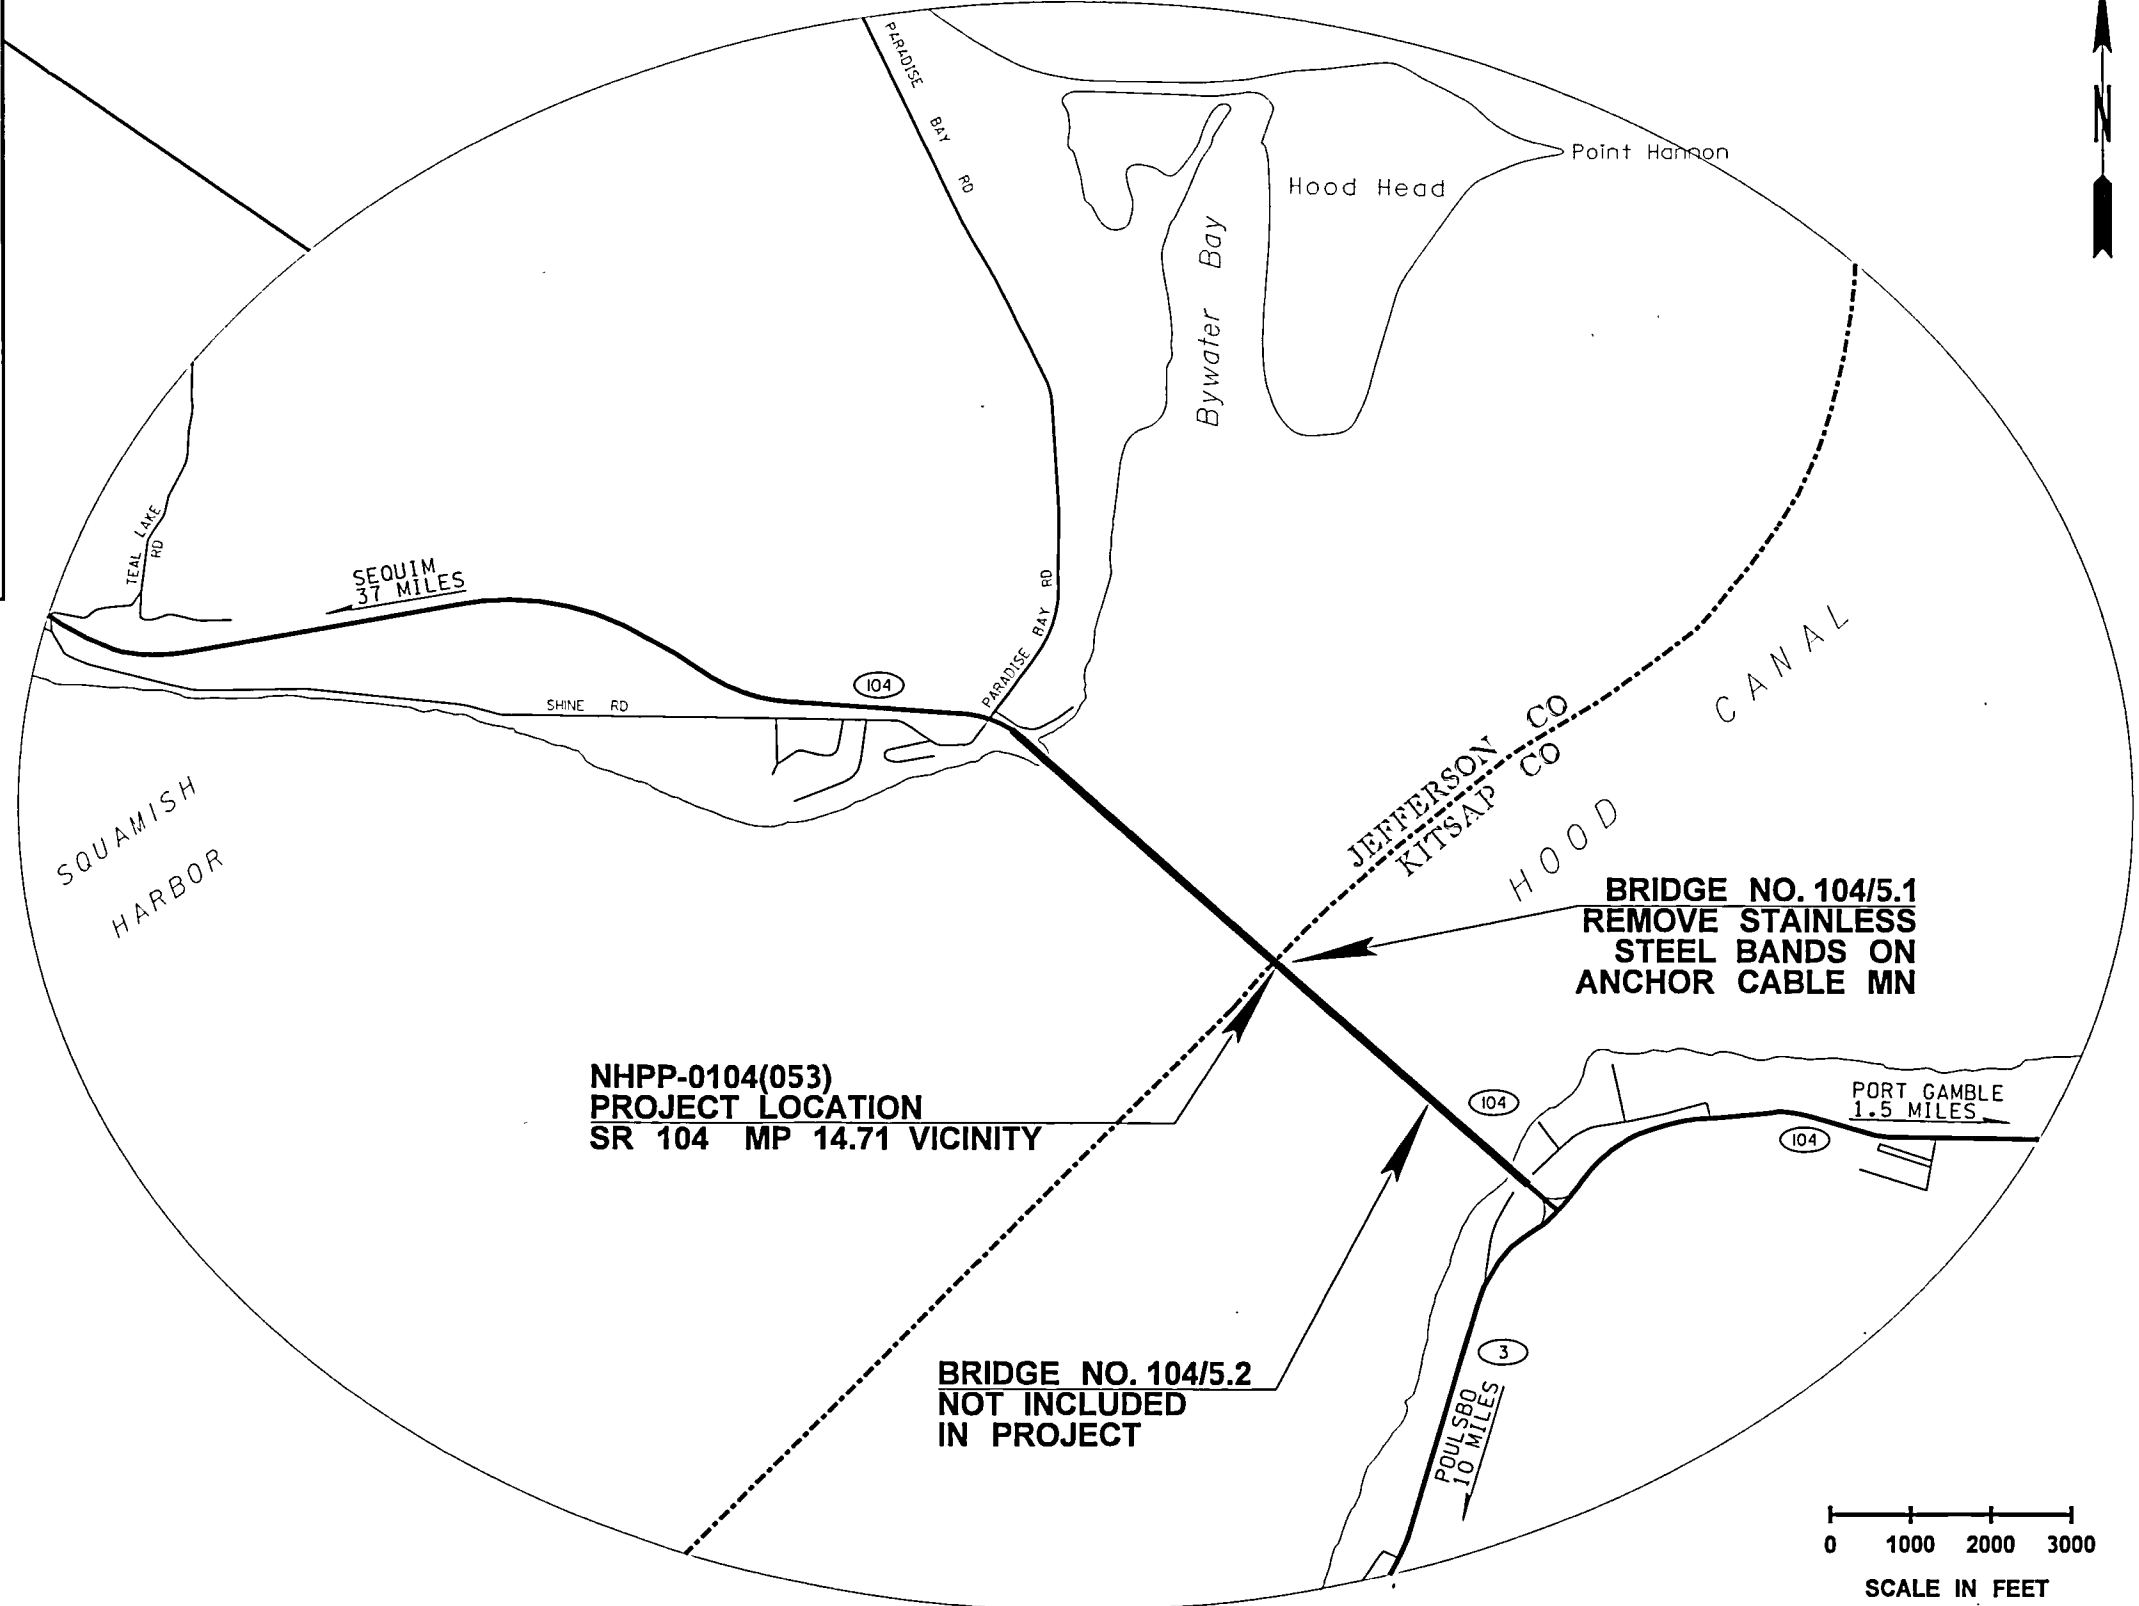 PARADISE BAY RD
N
Point Hannon
Hood Head
Bywater Bay
TEAL LAKE
RD
SEQUIM
37 MILES
PARADISE BAY RD
104
SHINE RD
CANAL
JEFFERSON CO
KITSAP CO
HOOD
SQUAMISH
HARBOR
BRIDGE NO. 104/5.1
REMOVE STAINLESS
STEEL BANDS ON
ANCHOR CABLE MN
NHPP-0104(053)
PROJECT LOCATION
SR 104 MP 14.71 VICINITY
104
PORT GAMBLE
1.5 MILES
104
3
BRIDGE NO. 104/5.2
NOT INCLUDED
IN PROJECT
POULSBO
10 MILES
0 1000 2000 3000
SCALE IN FEET